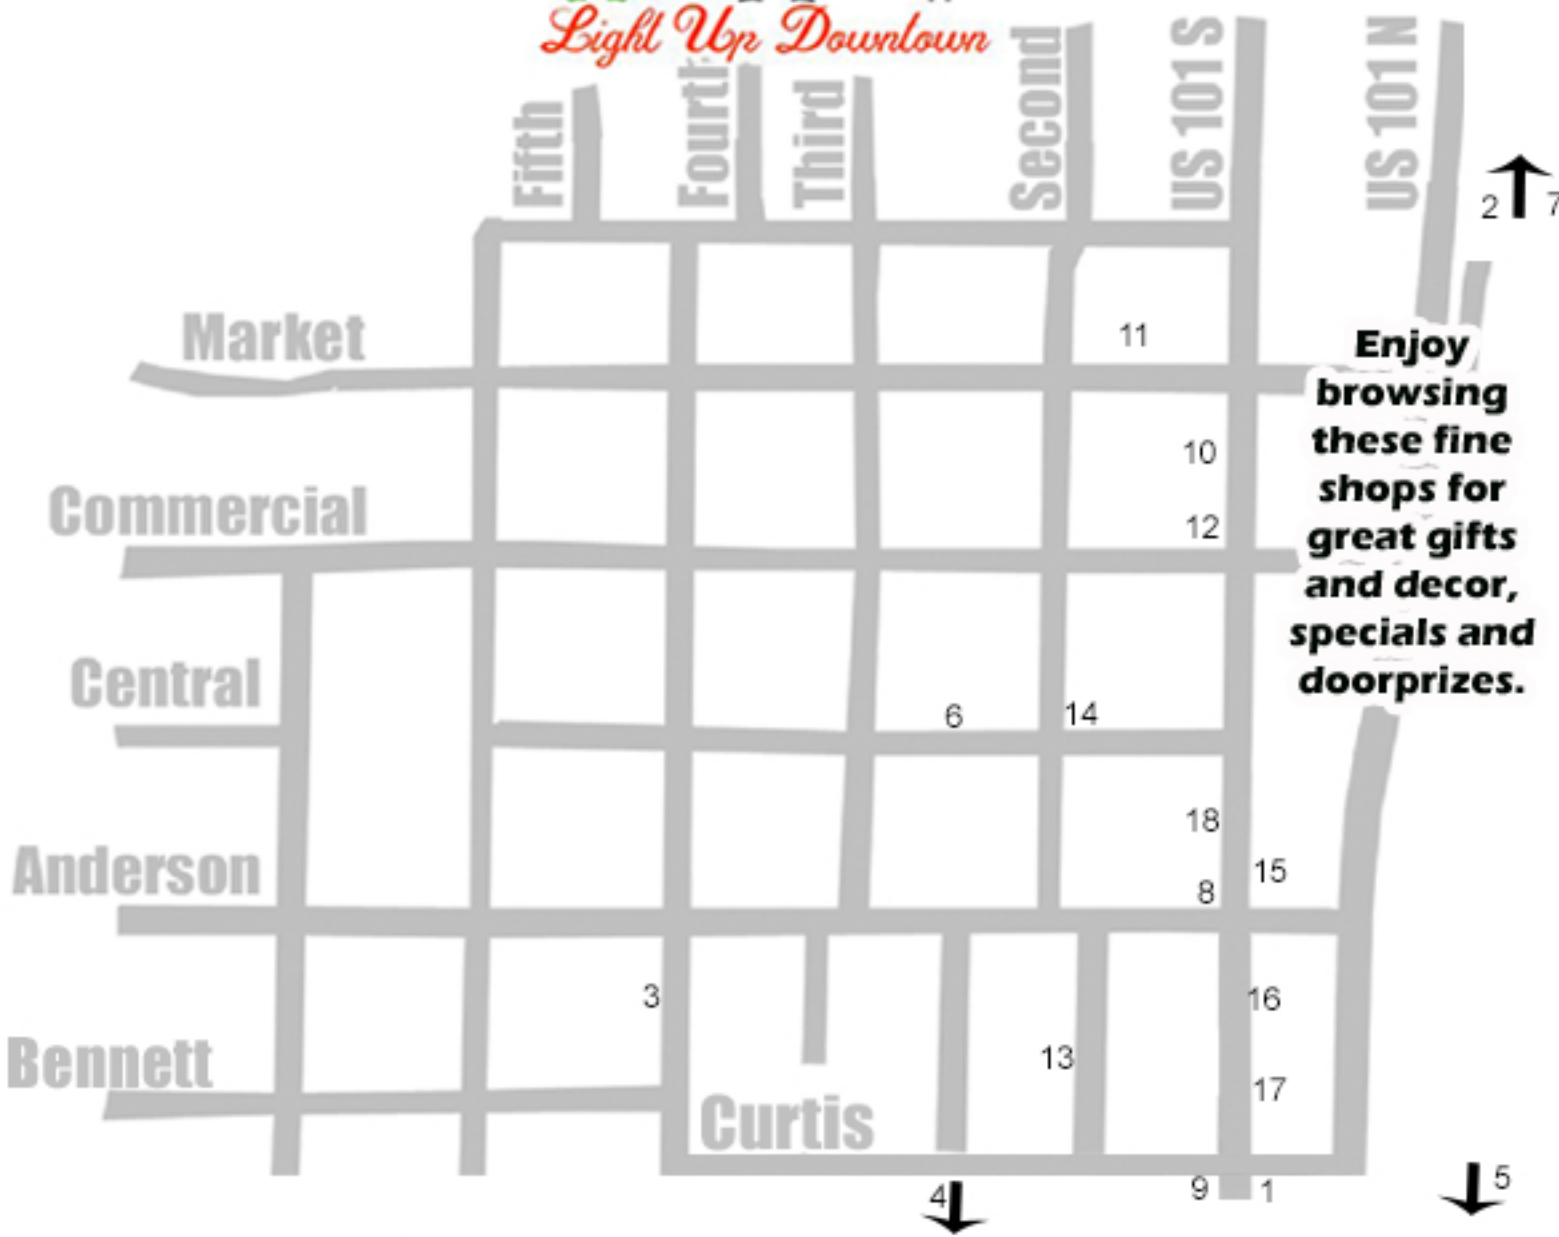 Light Up Downtown
Fifth
Fourth
Third
Second
US 101 S
US 101 N
2
7
Market
11
Enjoy
browsing
these fine
shops for
great gifts
and decor,
specials and
doorprizes.
10
Commercial
12
Central
6
14
18
Anderson
15
8
3
16
Bennett
13
17
Curtis
4
9
1
5